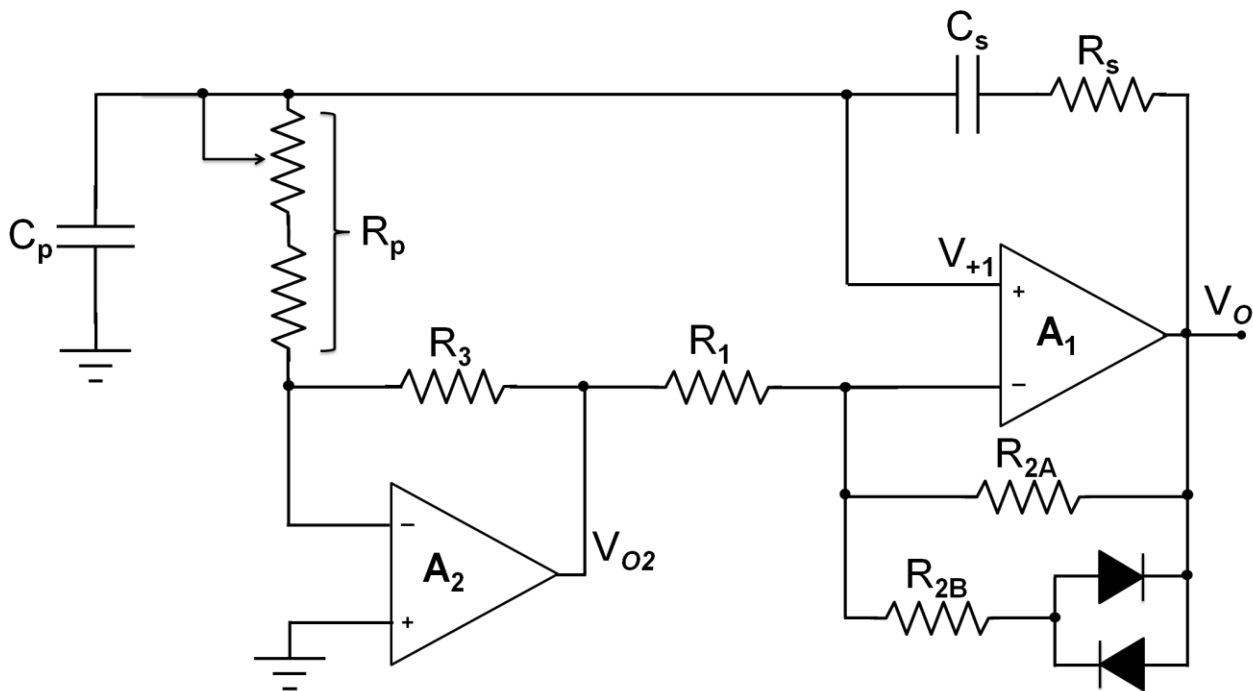 Cs
Rs
Cp
Rp
V+1
+
A1
VO
R3
R1
−
R2A
−
A2
VO2
+
R2B